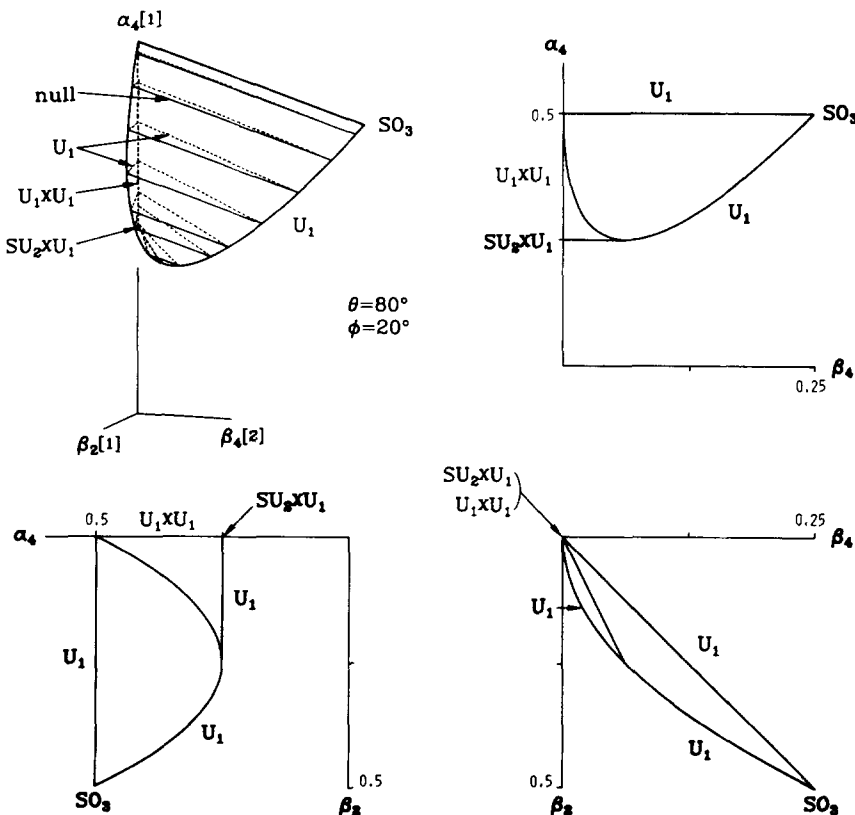 α₄[1]
null
SO₃
U₁
U₁xU₁
SU₂xU₁
U₁
θ=80°
φ=20°
β₂[1]
β₄[2]
α₄
U₁
0.5
SO₃
U₁xU₁
U₁
SU₂xU₁
β₄
0.25
0.5
U₁xU₁
SU₂xU₁
α₄
U₁
U₁
U₁
0.5
SO₃
β₂
SU₂xU₁
U₁xU₁
0.25
β₄
U₁
U₁
U₁
0.5
β₂
SO₃